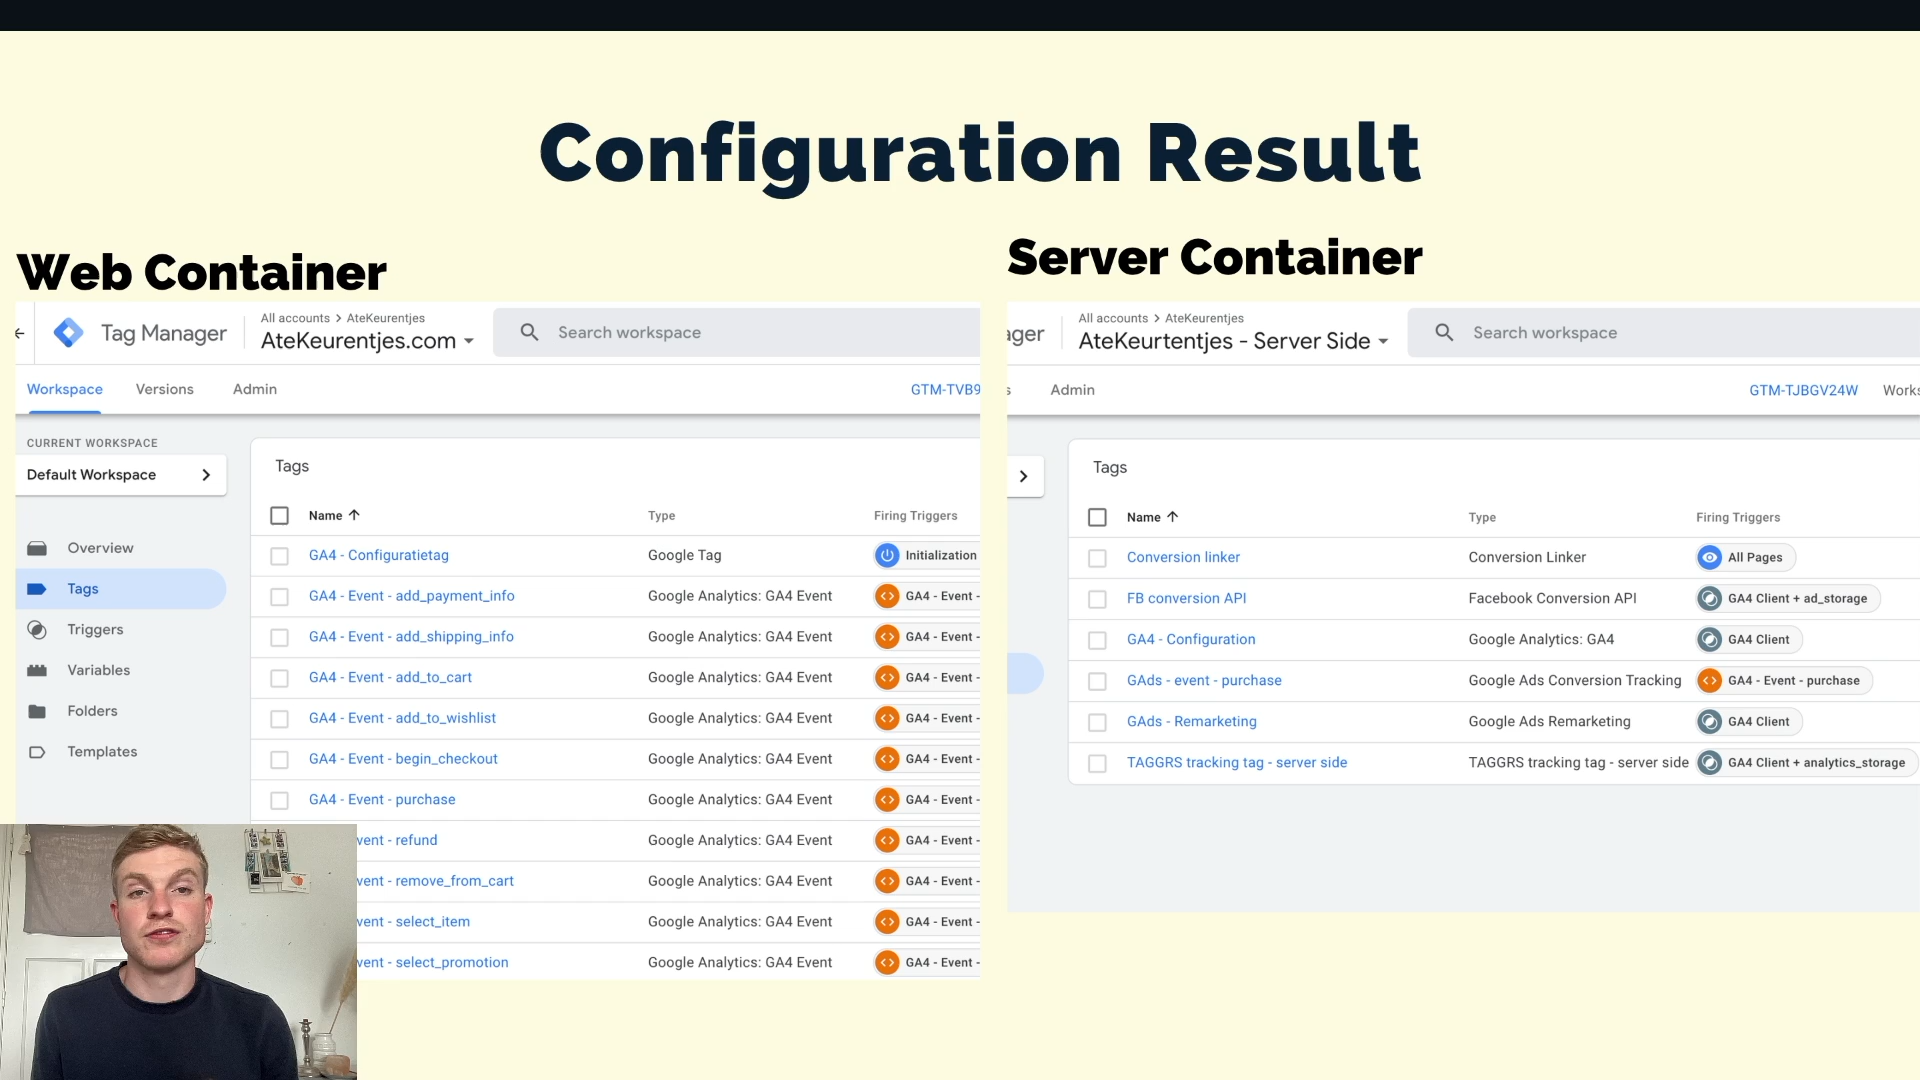 Configuration Result
Web Container
Tag Manager
All accounts > AteKeurentjes
AteKeurentjes.com
Search workspace
Workspace Versions Admin GTM-TVB9
CURRENT WORKSPACE
Default Workspace
Overview
Tags
Triggers
Variables
Folders
Templates
Tags
Name Type Firing Triggers
GA4 - Configuratietag Google Tag Initialization
GA4 - Event - add_payment_info Google Analytics: GA4 Event GA4 - Event -
GA4 - Event - add_shipping_info Google Analytics: GA4 Event GA4 - Event -
GA4 - Event - add_to_cart Google Analytics: GA4 Event GA4 - Event -
GA4 - Event - add_to_wishlist Google Analytics: GA4 Event GA4 - Event -
GA4 - Event - begin_checkout Google Analytics: GA4 Event GA4 - Event -
GA4 - Event - purchase Google Analytics: GA4 Event GA4 - Event -
vent - refund Google Analytics: GA4 Event GA4 - Event -
vent - remove_from_cart Google Analytics: GA4 Event GA4 - Event -
vent - select_item Google Analytics: GA4 Event GA4 - Event -
vent - select_promotion Google Analytics: GA4 Event GA4 - Event -
Server Container
ager
All accounts > AteKeurentjes
AteKeurtentjes - Server Side
Search workspace
s Admin GTM-TJBGV24W Works
Tags
Name Type Firing Triggers
Conversion linker Conversion Linker All Pages
FB conversion API Facebook Conversion API GA4 Client + ad_storage
GA4 - Configuration Google Analytics: GA4 GA4 Client
GAds - event - purchase Google Ads Conversion Tracking GA4 - Event - purchase
GAds - Remarketing Google Ads Remarketing GA4 Client
TAGGRS tracking tag - server side TAGGRS tracking tag - server side GA4 Client + analytics_storage